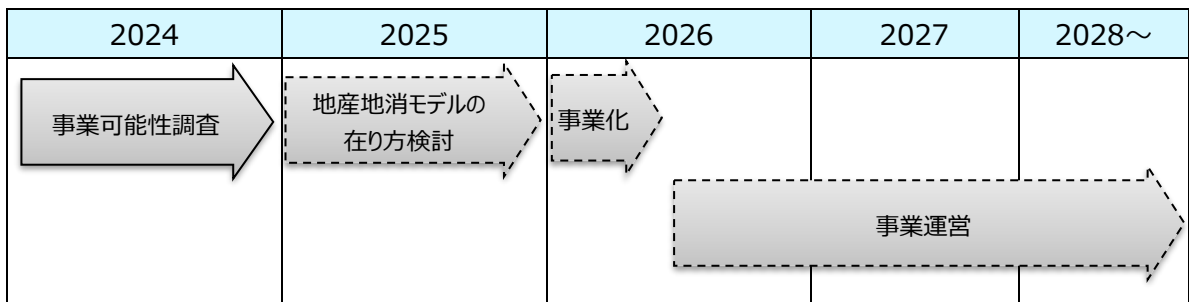 2024
2025
2026
2027
2028～
事業可能性調査
地産地消モデルの
在り方検討
事業化
事業運営